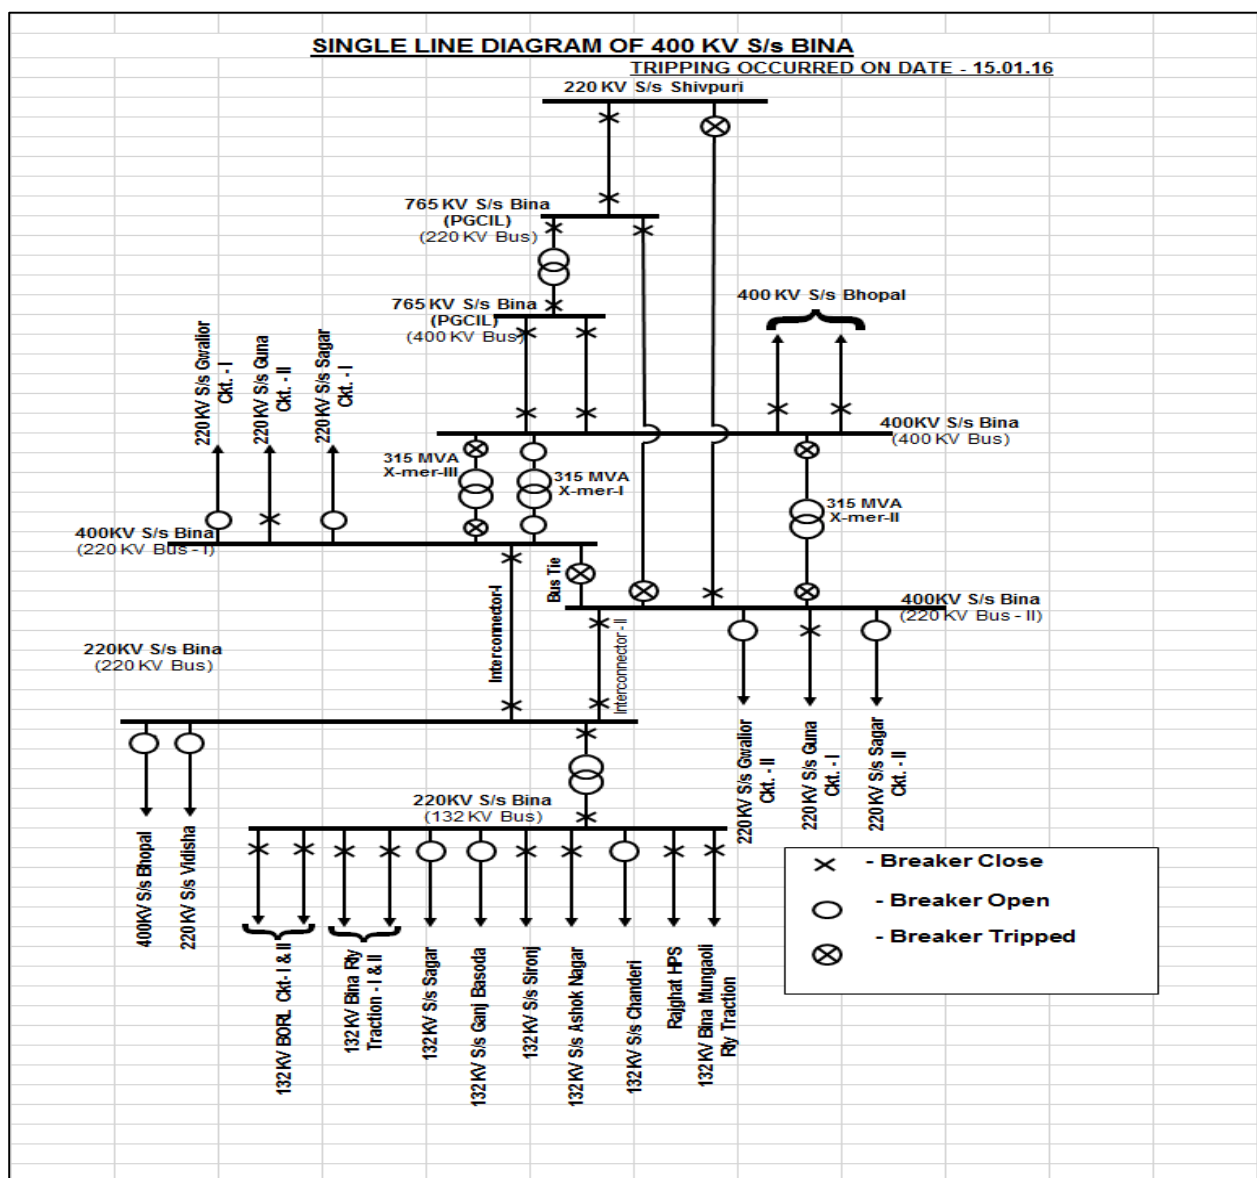 SINGLE LINE DIAGRAM OF 400 KV S/s BINA
TRIPPING OCCURRED ON DATE - 15.01.16
220 KV S/s Shivpuri
765 KV S/s Bina
(PGCIL)
(220 KV Bus)
765 KV S/s Bina
(PGCIL)
(400 KV Bus)
400 KV S/s Bhopal
220 KV S/s Gwalior
Ckt. - I
220 KV S/s Guna
Ckt. - II
220 KV S/s Sagar
Ckt. - I
400KV S/s Bina
(400 KV Bus)
315 MVA
X-mer-III
315 MVA
X-mer-I
315 MVA
X-mer-II
400KV S/s Bina
(220 KV Bus - I)
Bus Tie
Interconnector-I
Interconnector - II
400KV S/s Bina
(220 KV Bus - II)
220KV S/s Bina
(220 KV Bus)
220 KV S/s Gwalior
Ckt. - II
220 KV S/s Guna
Ckt. - I
220 KV S/s Sagar
Ckt. - II
220KV S/s Bina
(132 KV Bus)
400KV S/s Bhopal
220KV S/s Vidisha
132 KV BORL Ckt- I & II
132 KV Bina Rly
Traction - I & II
132 KV S/s Sagar
132 KV S/s Ganj Basoda
132 KV S/s Sironj
132 KV S/s Ashok Nagar
132 KV S/s Chanderi
Rajghat HPS
132 KV Bina Mungaoli
Rly Traction
- Breaker Close
- Breaker Open
- Breaker Tripped